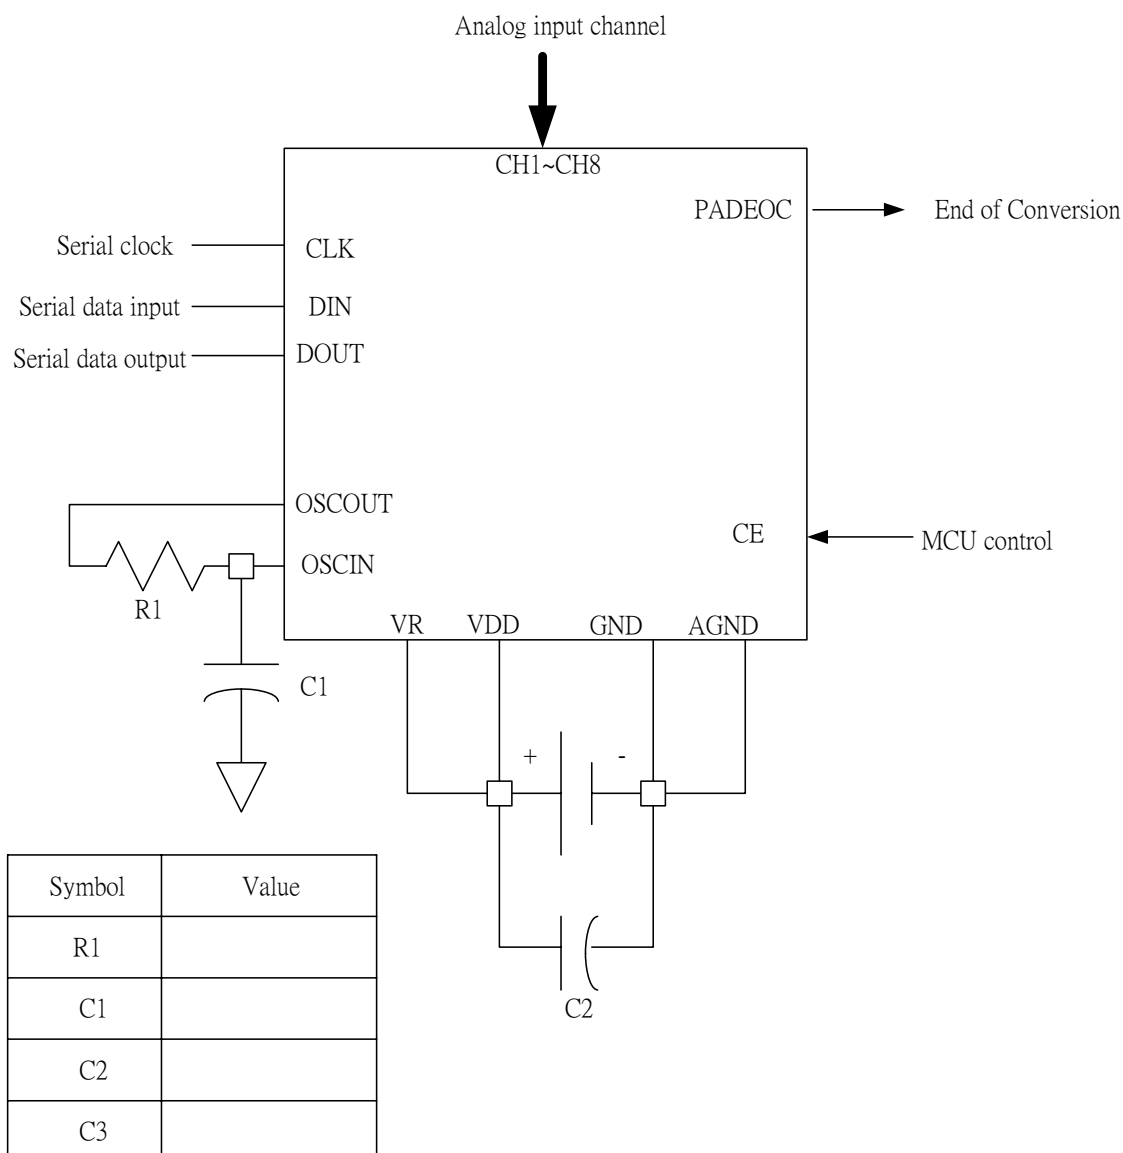 Analog input channel
CH1~CH8
PADEOC
End of Conversion
Serial clock
CLK
Serial data input
DIN
Serial data output
DOUT
OSCOUT
OSCIN
R1
CE
MCU control
VR
VDD
GND
AGND
C1
+
-
C2
Symbol Value
R1
C1
C2
C3